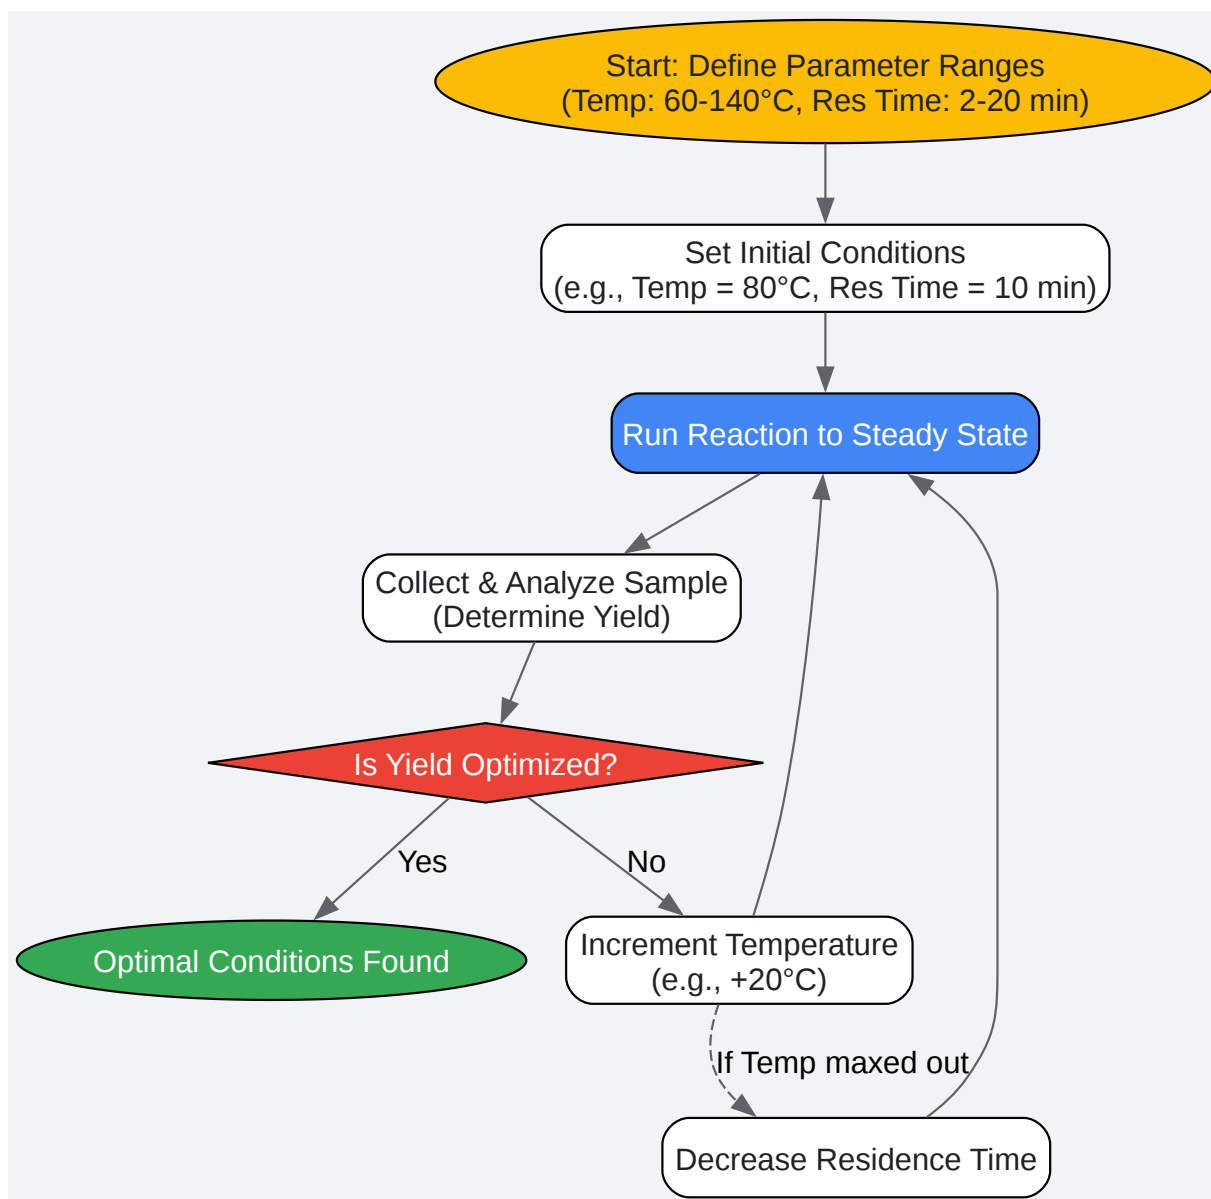 Start: Define Parameter Ranges
(Temp: 60-140°C, Res Time: 2-20 min)
Set Initial Conditions
(e.g., Temp = 80°C, Res Time = 10 min)
Run Reaction to Steady State
Collect & Analyze Sample
(Determine Yield)
Is Yield Optimized?
Yes
No
Optimal Conditions Found
Increment Temperature
(e.g., +20°C)
If Temp maxed out
Decrease Residence Time